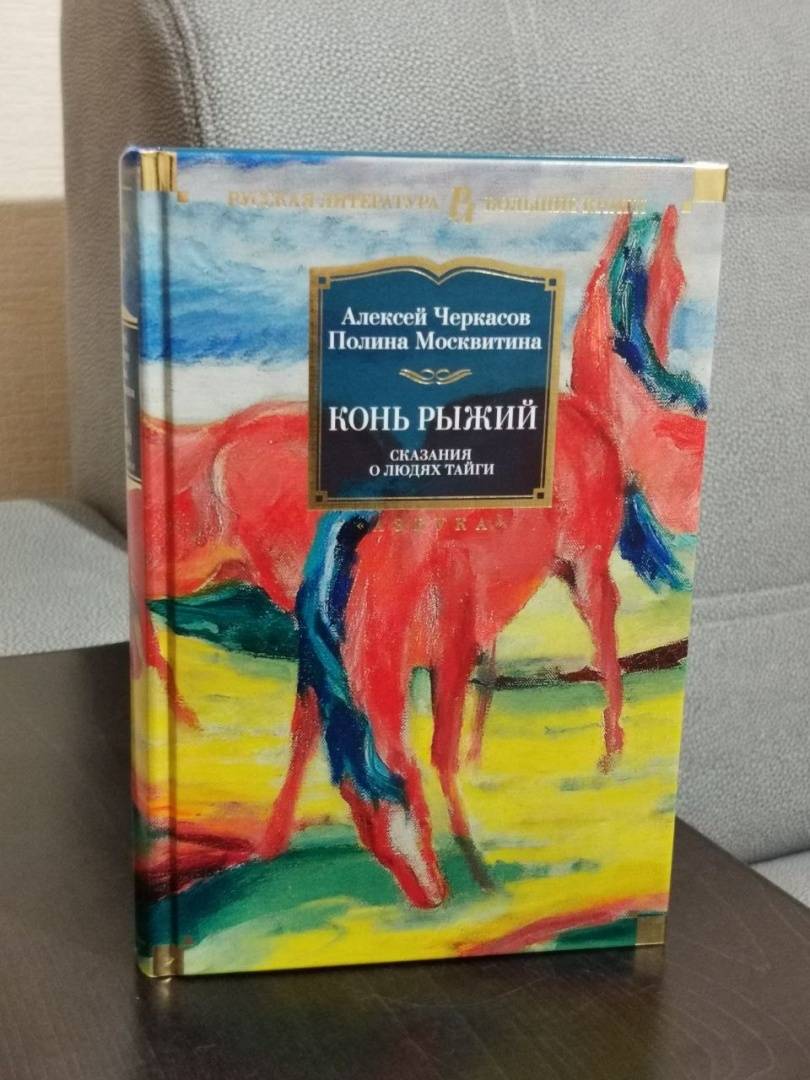 РУССКАЯ ЛИТЕРАТУРА БОЛЬШИЕ КНИГИ
Алексей Черкасов
Полина Москвитина
КОНЬ РЫЖИЙ
СКАЗАНИЯ
О ЛЮДЯХ ТАЙГИ
«АЗБУКА»